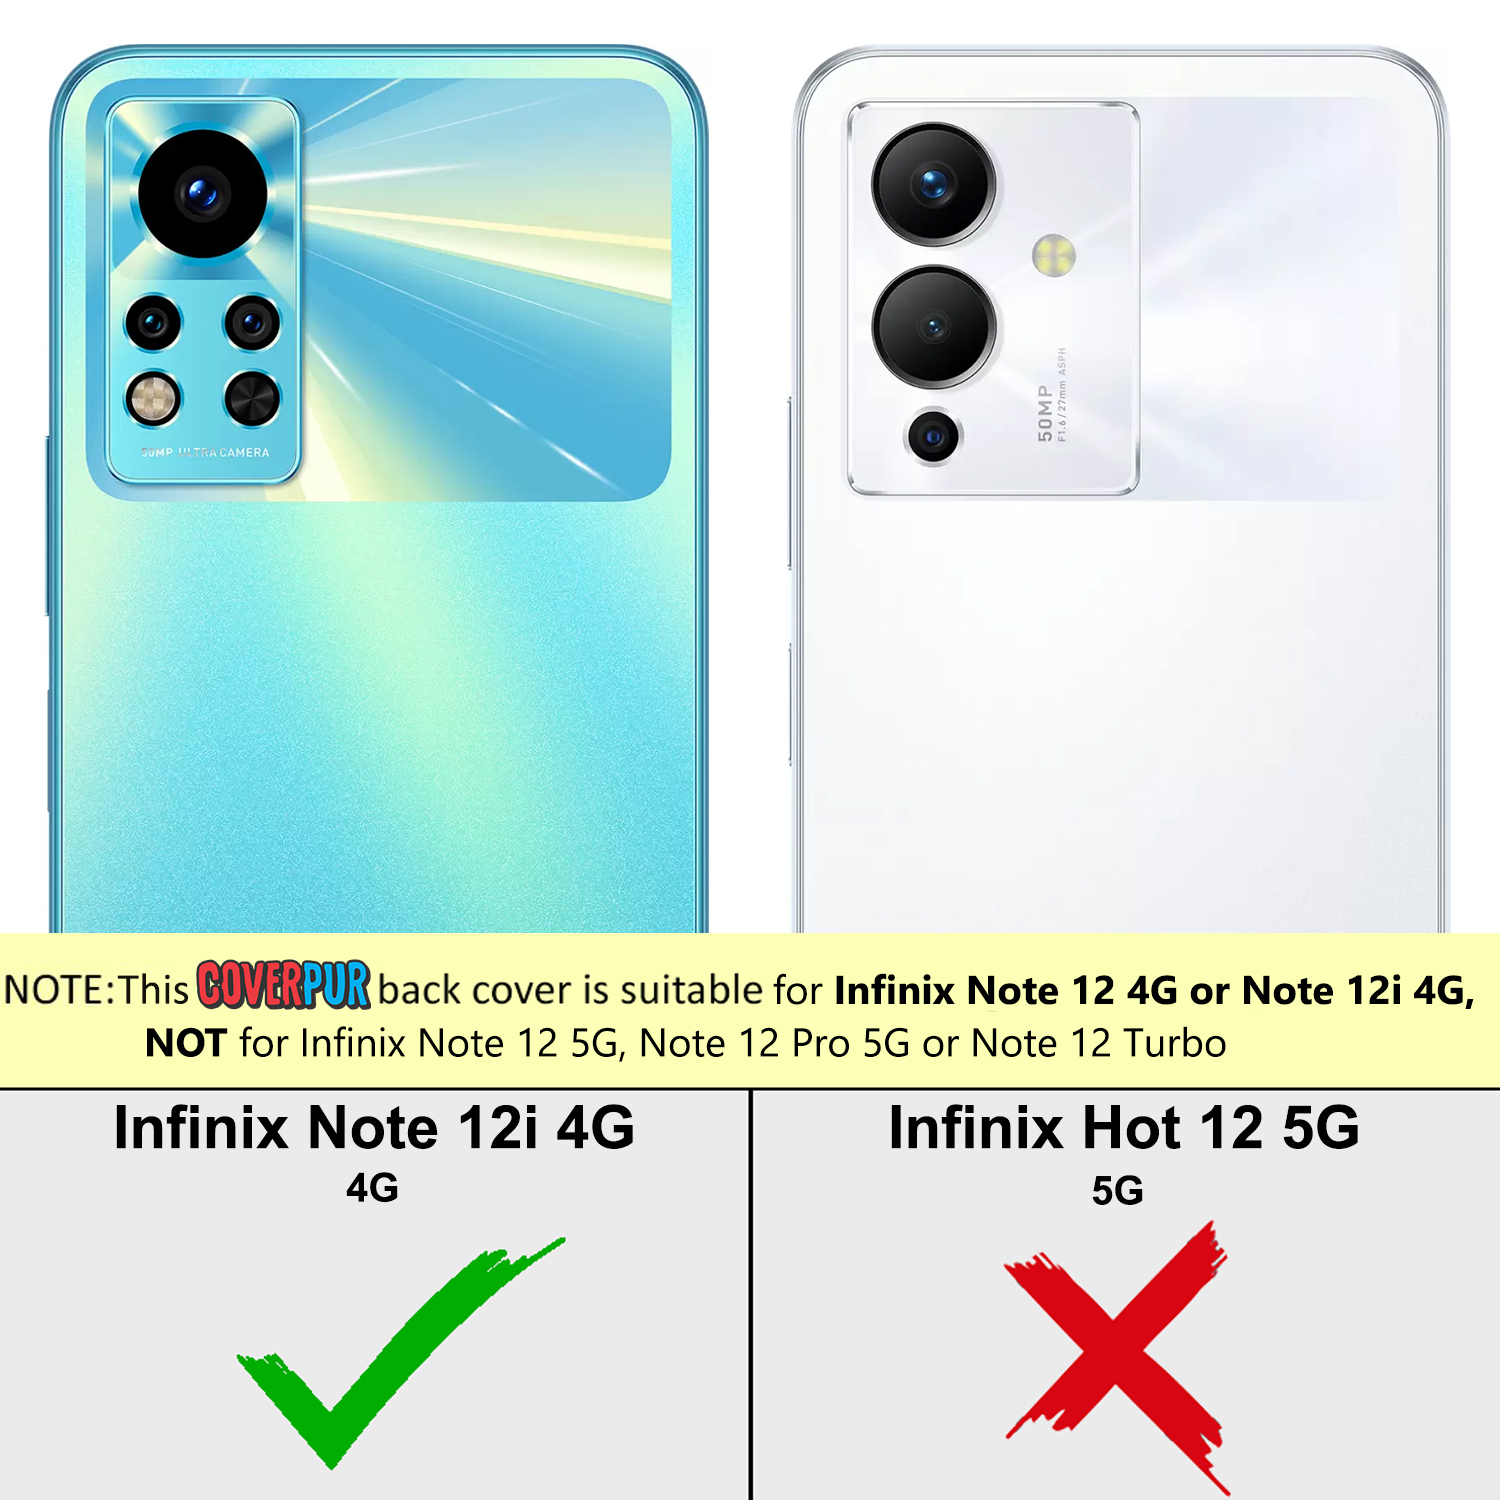 50MP ULTRA CAMERA
50MP
F1.6 / 27mm ASPH
NOTE:This COVERPUR back cover is suitable for Infinix Note 12 4G or Note 12i 4G,
NOT for Infinix Note 12 5G, Note 12 Pro 5G or Note 12 Turbo
Infinix Note 12i 4G
4G
Infinix Hot 12 5G
5G